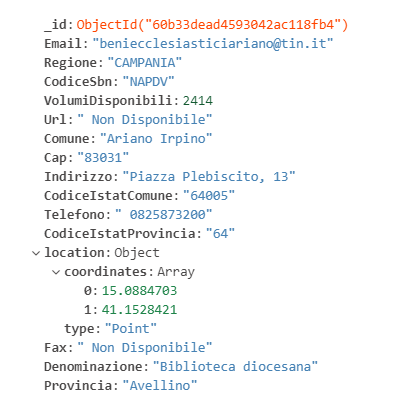 _id: ObjectId("60b33dead4593042ac118fb4")
Email: "beniecclesiasticiariano@tin.it"
Regione: "CAMPANIA"
CodiceSbn: "NAPDV"
VolumiDisponibili: 2414
Url: " Non Disponibile"
Comune: "Ariano Irpino"
Cap: "83031"
Indirizzo: "Piazza Plebiscito, 13"
CodiceIstatComune: "64005"
Telefono: " 0825873200"
CodiceIstatProvincia: "64"
location: Object
coordinates: Array
0: 15.0884703
1: 41.1528421
type: "Point"
Fax: " Non Disponibile"
Denominazione: "Biblioteca diocesana"
Provincia: "Avellino"